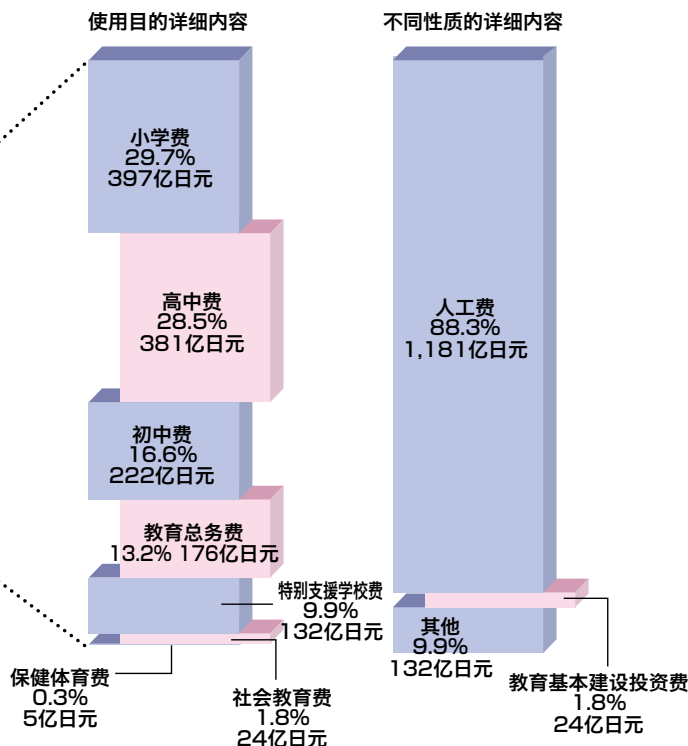 使用目的详细内容
小学费
29.7%
397亿日元
高中费
28.5%
381亿日元
初中费
16.6%
222亿日元
教育总务费
13.2% 176亿日元
特别支援学校费
9.9%
132亿日元
保健体育费
0.3%
5亿日元
社会教育费
1.8%
24亿日元
不同性质的详细内容
人工费
88.3%
1,181亿日元
其他
9.9%
132亿日元
教育基本建设投资费
1.8%
24亿日元